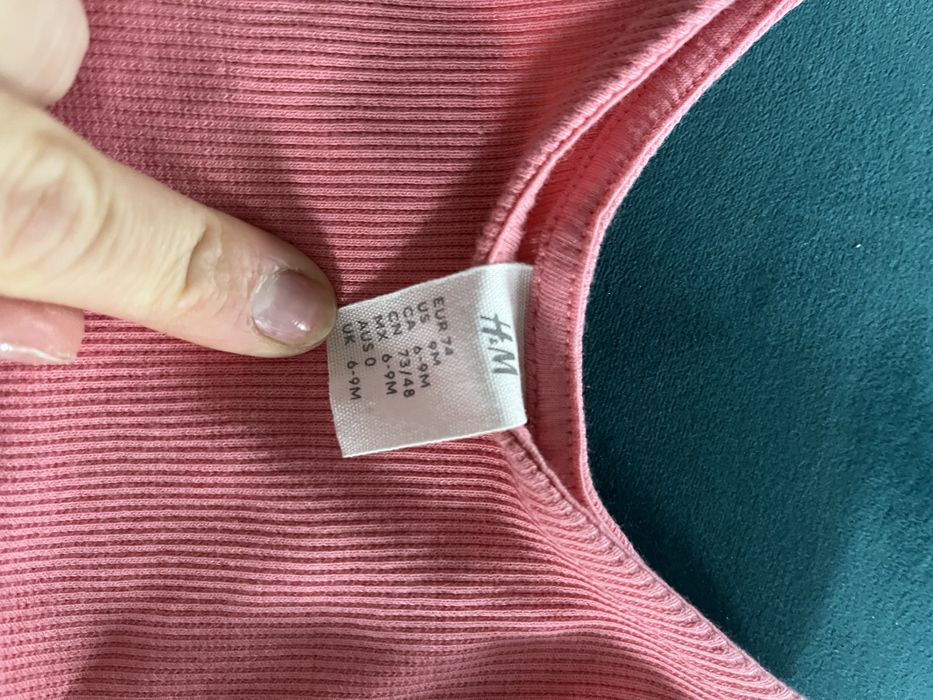 H&M
EUR 74
US 9M
CA 6-9M
CN 73/48
MX 6-9M
AUS 0
UK 6-9M